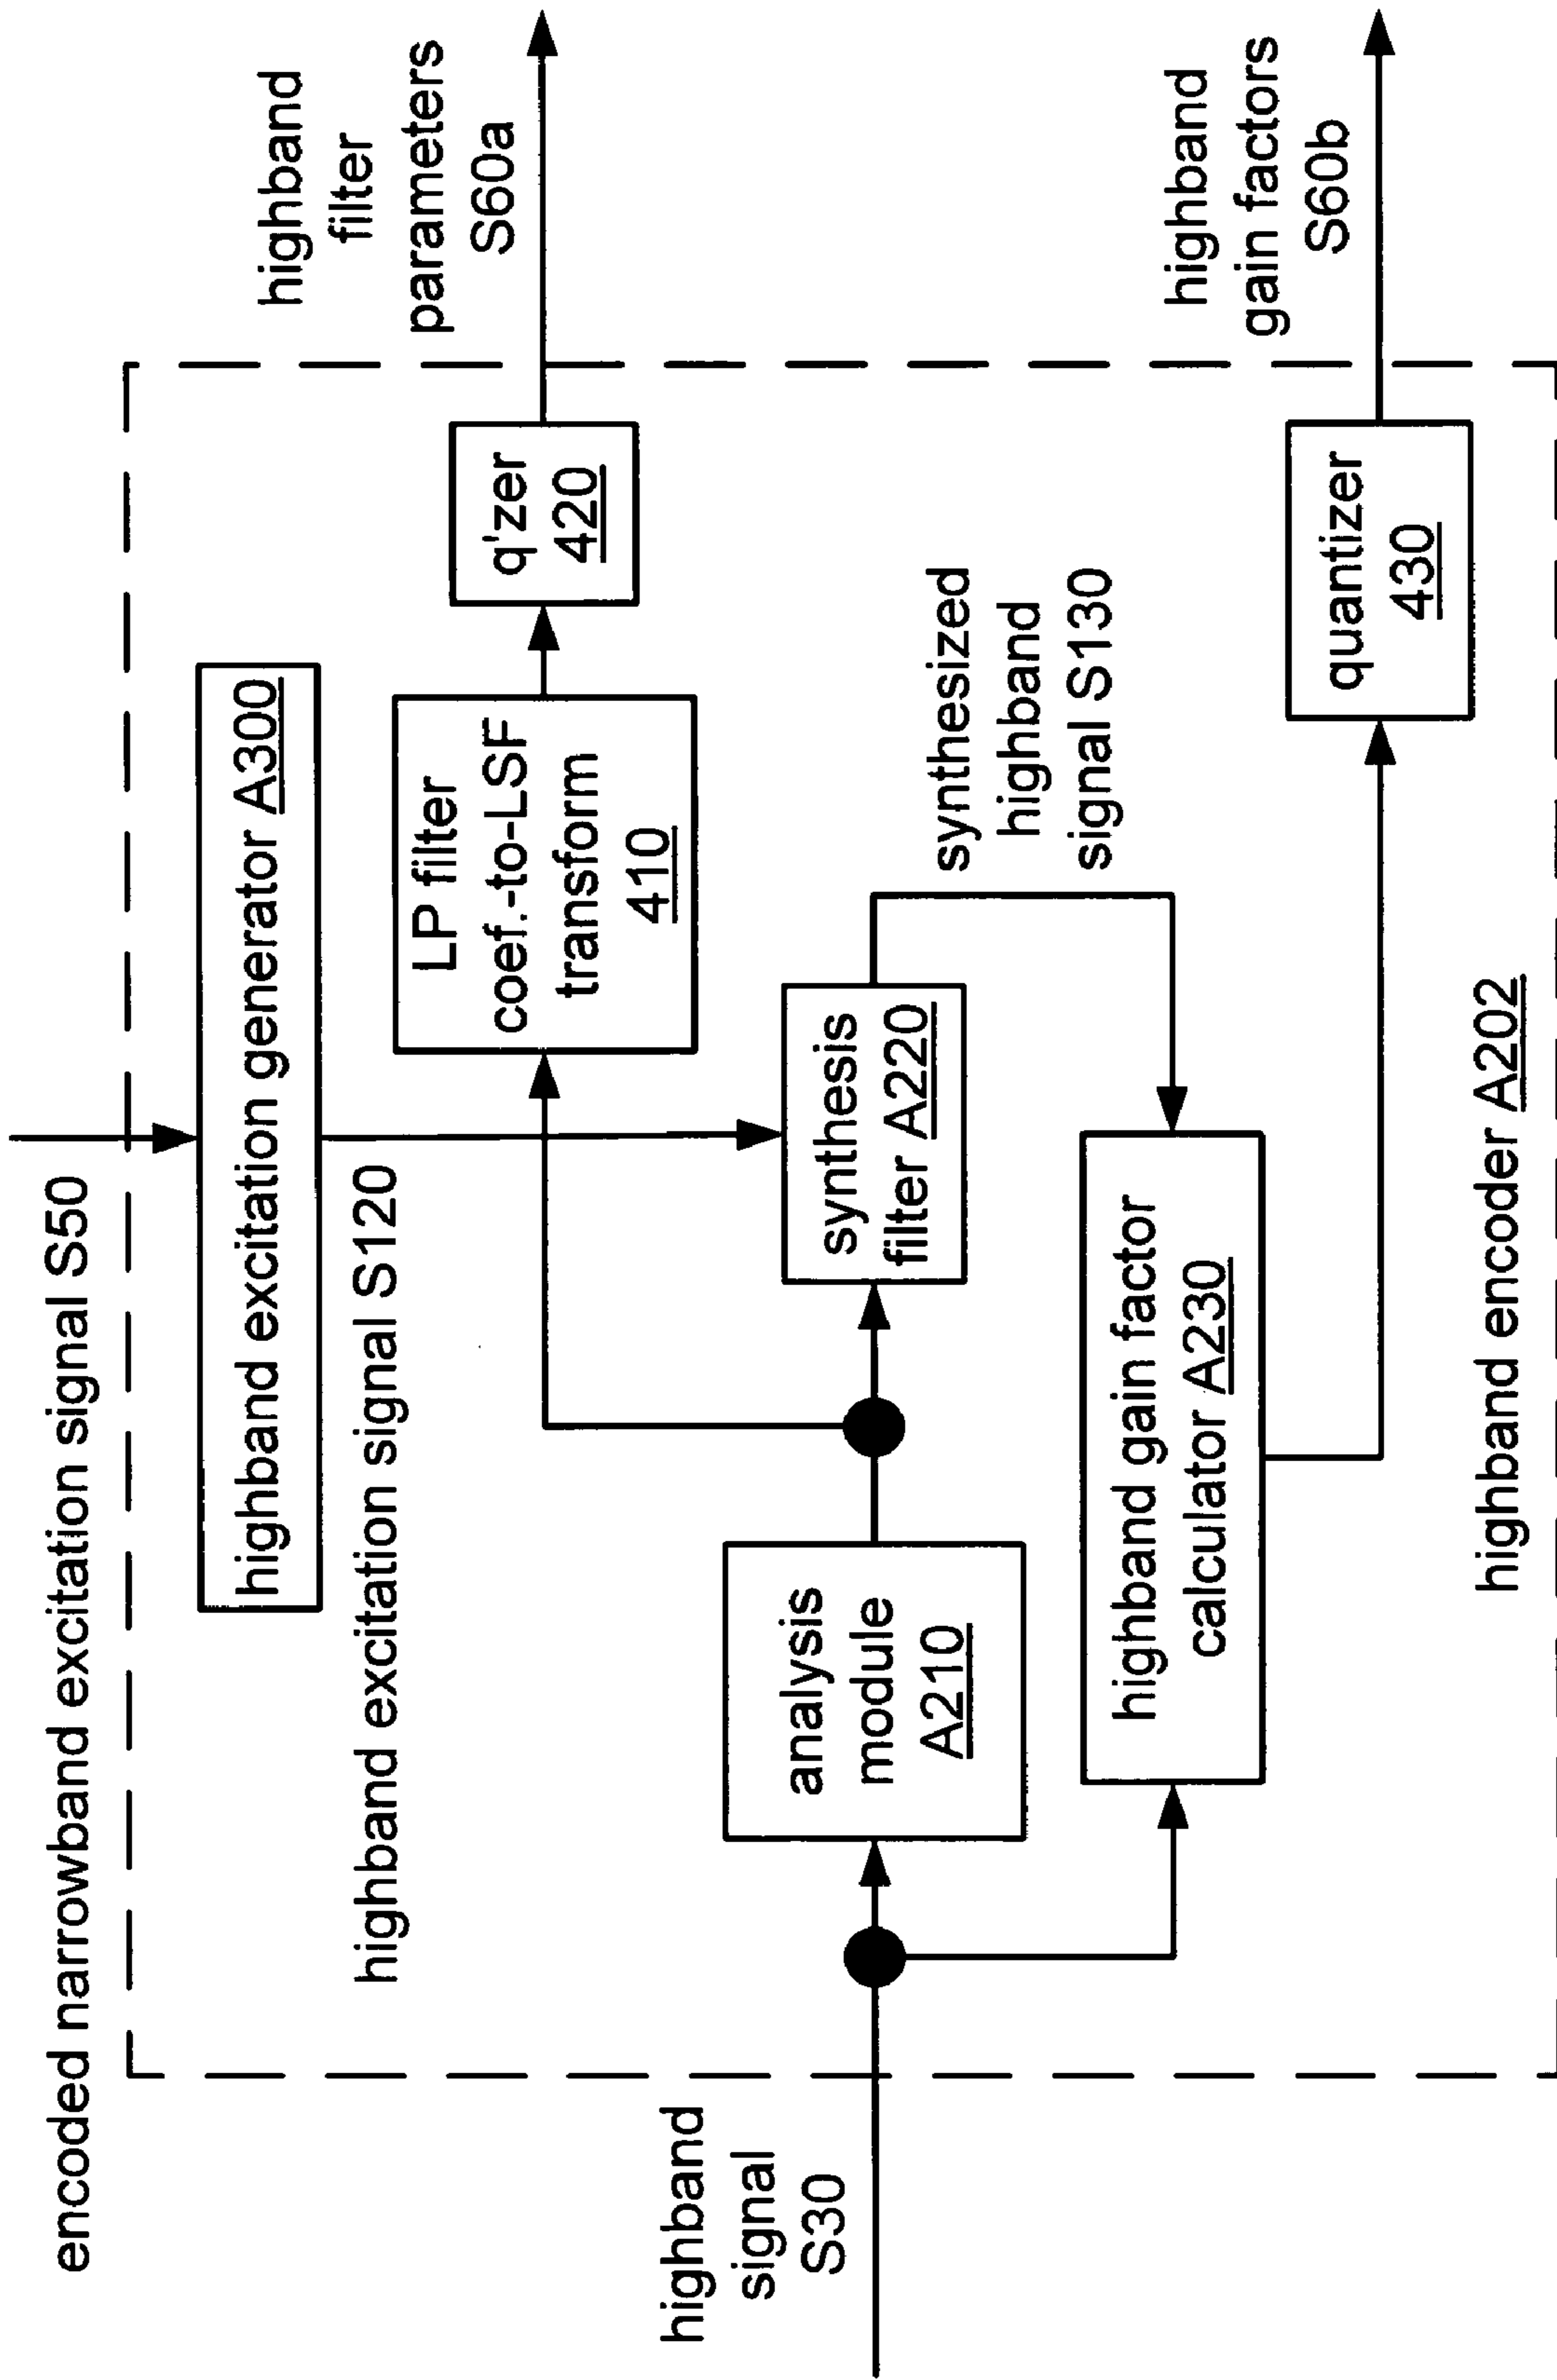 encoded narrowband excitation signal S50
highband excitation generator A300
highband excitation signal S120
highband
filter
parameters
S60a
LP filter
coef.-to-LSF
transform
410
q'zer
420
highband
signal
S30
analysis
module
A210
synthesis
filter A220
synthesized
highband
signal S130
highband gain factor
calculator A230
quantizer
430
highband
gain factors
S60b
highband encoder A202